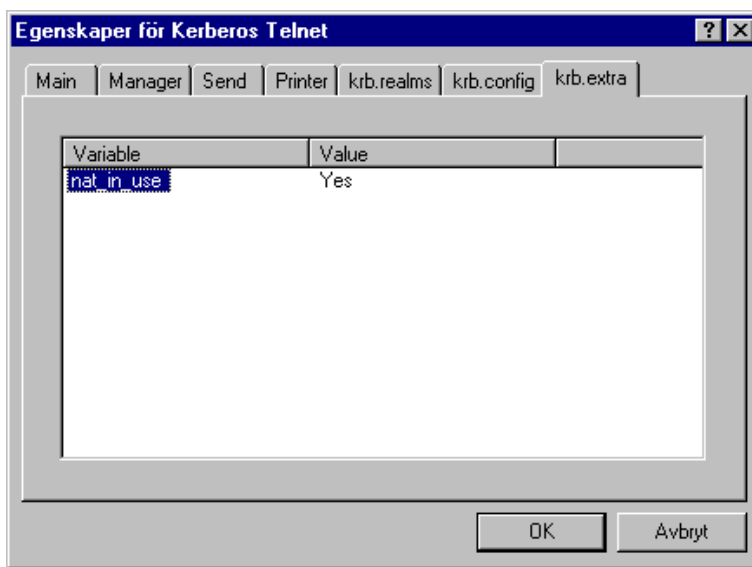 Egenskaper för Kerberos Telnet
Main Manager Send Printer krb.realms krb.config krb.extra
Variable Value
nat_in_use Yes
OK Avbryt